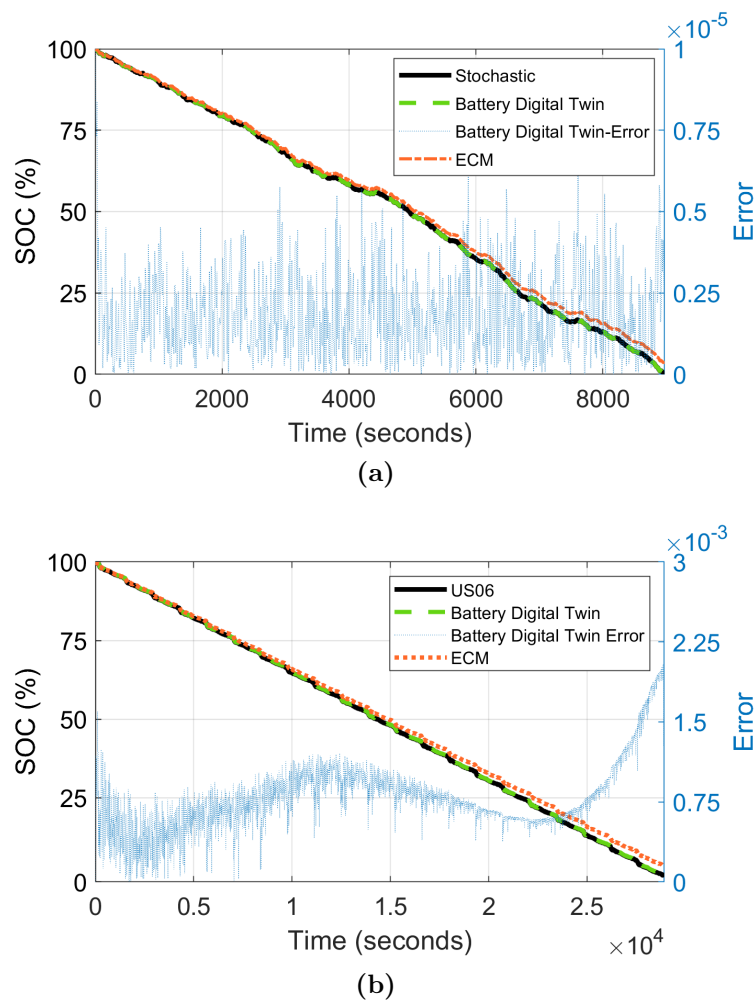 ×10^-5
100
75
50
25
0
SOC (%)
Stochastic
Battery Digital Twin
Battery Digital Twin-Error
ECM
1
0.75
0.5
0.25
0
Error
0
2000
4000
6000
8000
Time (seconds)
(a)
×10^-3
100
75
50
25
0
SOC (%)
US06
Battery Digital Twin
Battery Digital Twin Error
ECM
3
2.25
1.5
0.75
0
Error
0
0.5
1
1.5
2
2.5
Time (seconds)
×10^4
(b)